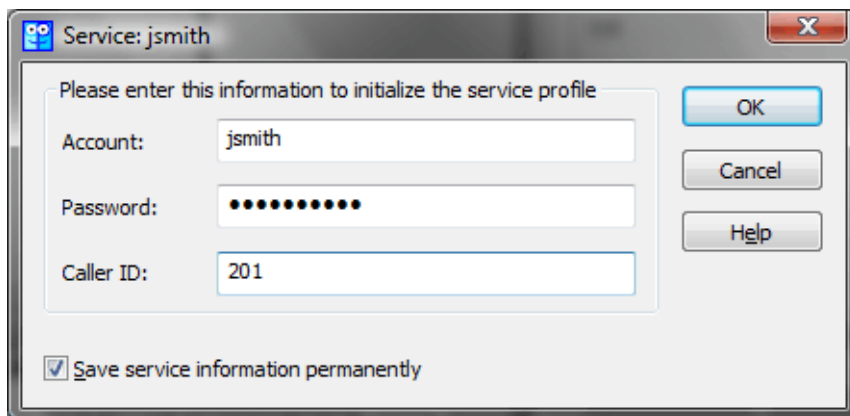 Service: jsmith
Please enter this information to initialize the service profile
Account: jsmith
Password: ••••••••••
Caller ID: 201
Save service information permanently
OK
Cancel
Help